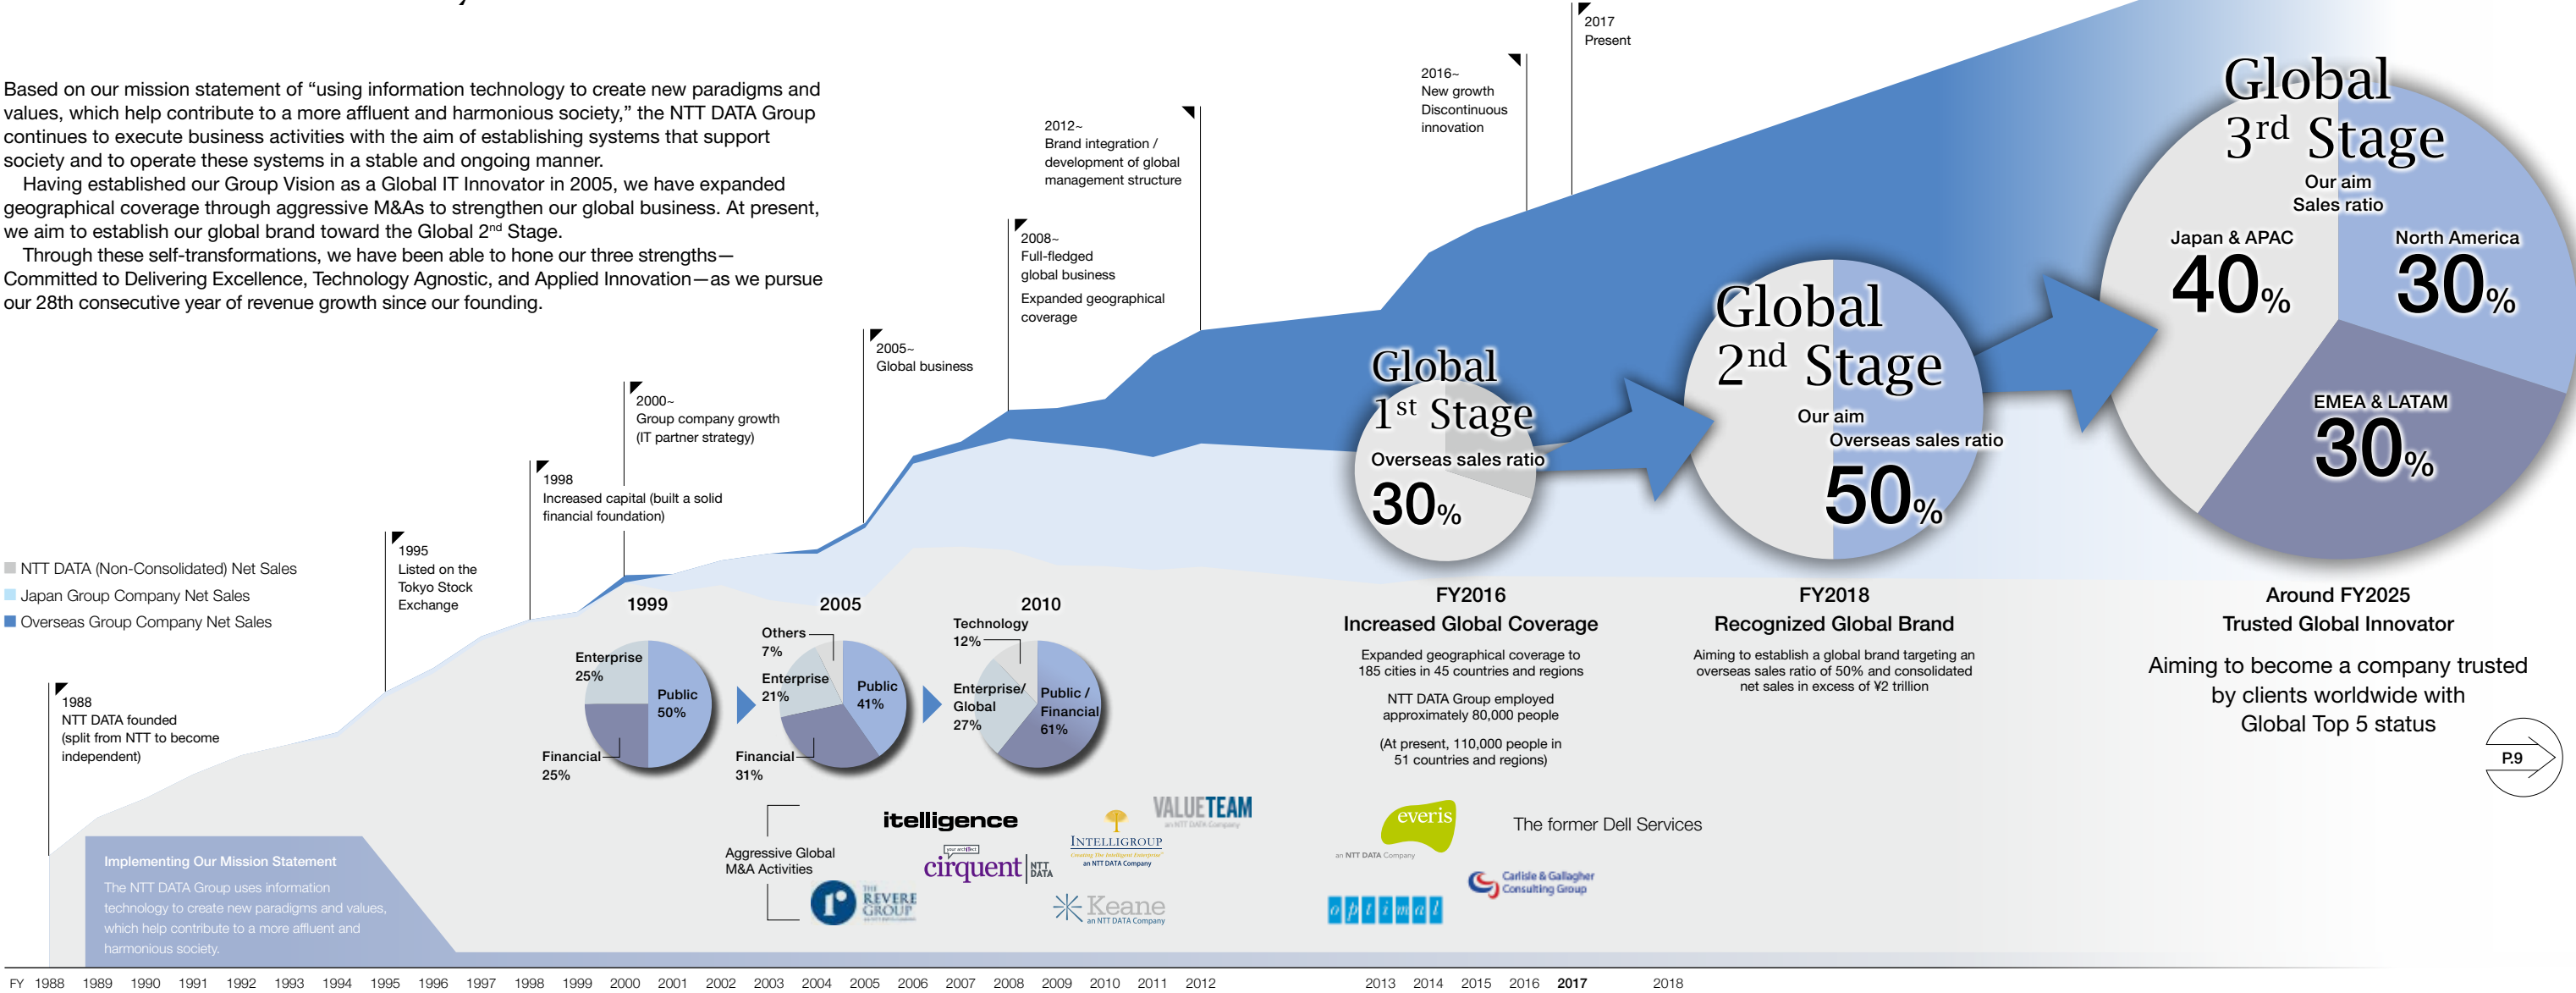 Based on our mission statement of “using information technology to create new paradigms and
values, which help contribute to a more affluent and harmonious society,” the NTT DATA Group
continues to execute business activities with the aim of establishing systems that support
society and to operate these systems in a stable and ongoing manner.
Having established our Group Vision as a Global IT Innovator in 2005, we have expanded
geographical coverage through aggressive M&As to strengthen our global business. At present,
we aim to establish our global brand toward the Global 2nd Stage.
Through these self-transformations, we have been able to hone our three strengths—
Committed to Delivering Excellence, Technology Agnostic, and Applied Innovation—as we pursue
our 28th consecutive year of revenue growth since our founding.
NTT DATA (Non-Consolidated) Net Sales
Japan Group Company Net Sales
Overseas Group Company Net Sales
1988
NTT DATA founded
(split from NTT to become
independent)
1995
Listed on the
Tokyo Stock
Exchange
1998
Increased capital (built a solid
financial foundation)
2000~
Group company growth
(IT partner strategy)
2005~
Global business
2008~
Full-fledged
global business
Expanded geographical
coverage
2012~
Brand integration /
development of global
management structure
2016~
New growth
Discontinuous
innovation
2017
Present
1999
Enterprise
25%
Public
50%
Financial
25%
2005
Others
7%
Enterprise
21%
Public
41%
Financial
31%
2010
Technology
12%
Enterprise/
Global
27%
Public /
Financial
61%
Global
1st Stage
Overseas sales ratio
30%
FY2016
Increased Global Coverage
Expanded geographical coverage to
185 cities in 45 countries and regions
NTT DATA Group employed
approximately 80,000 people
(At present, 110,000 people in
51 countries and regions)
Global
2nd Stage
Our aim
Overseas sales ratio
50%
FY2018
Recognized Global Brand
Aiming to establish a global brand targeting an
overseas sales ratio of 50% and consolidated
net sales in excess of ¥2 trillion
Global
3rd Stage
Our aim
Sales ratio
Japan & APAC
40%
North America
30%
EMEA & LATAM
30%
Around FY2025
Trusted Global Innovator
Aiming to become a company trusted
by clients worldwide with
Global Top 5 status
P.9
Aggressive Global
M&A Activities
itelligence
your architect
cirquent NTT DATA
r THE REVERE GROUP
INTELLIGROUP
Creating The Intelligent Enterprise
an NTT DATA Company
VALUETEAM
an NTT DATA Company
Keane
an NTT DATA Company
everis
an NTT DATA Company
The former Dell Services
Carlisle & Gallagher
Consulting Group
optimal
Implementing Our Mission Statement
The NTT DATA Group uses information
technology to create new paradigms and values,
which help contribute to a more affluent and
harmonious society.
FY 1988 1989 1990 1991 1992 1993 1994 1995 1996 1997 1998 1999 2000 2001 2002 2003 2004 2005 2006 2007 2008 2009 2010 2011 2012 2013 2014 2015 2016 2017 2018